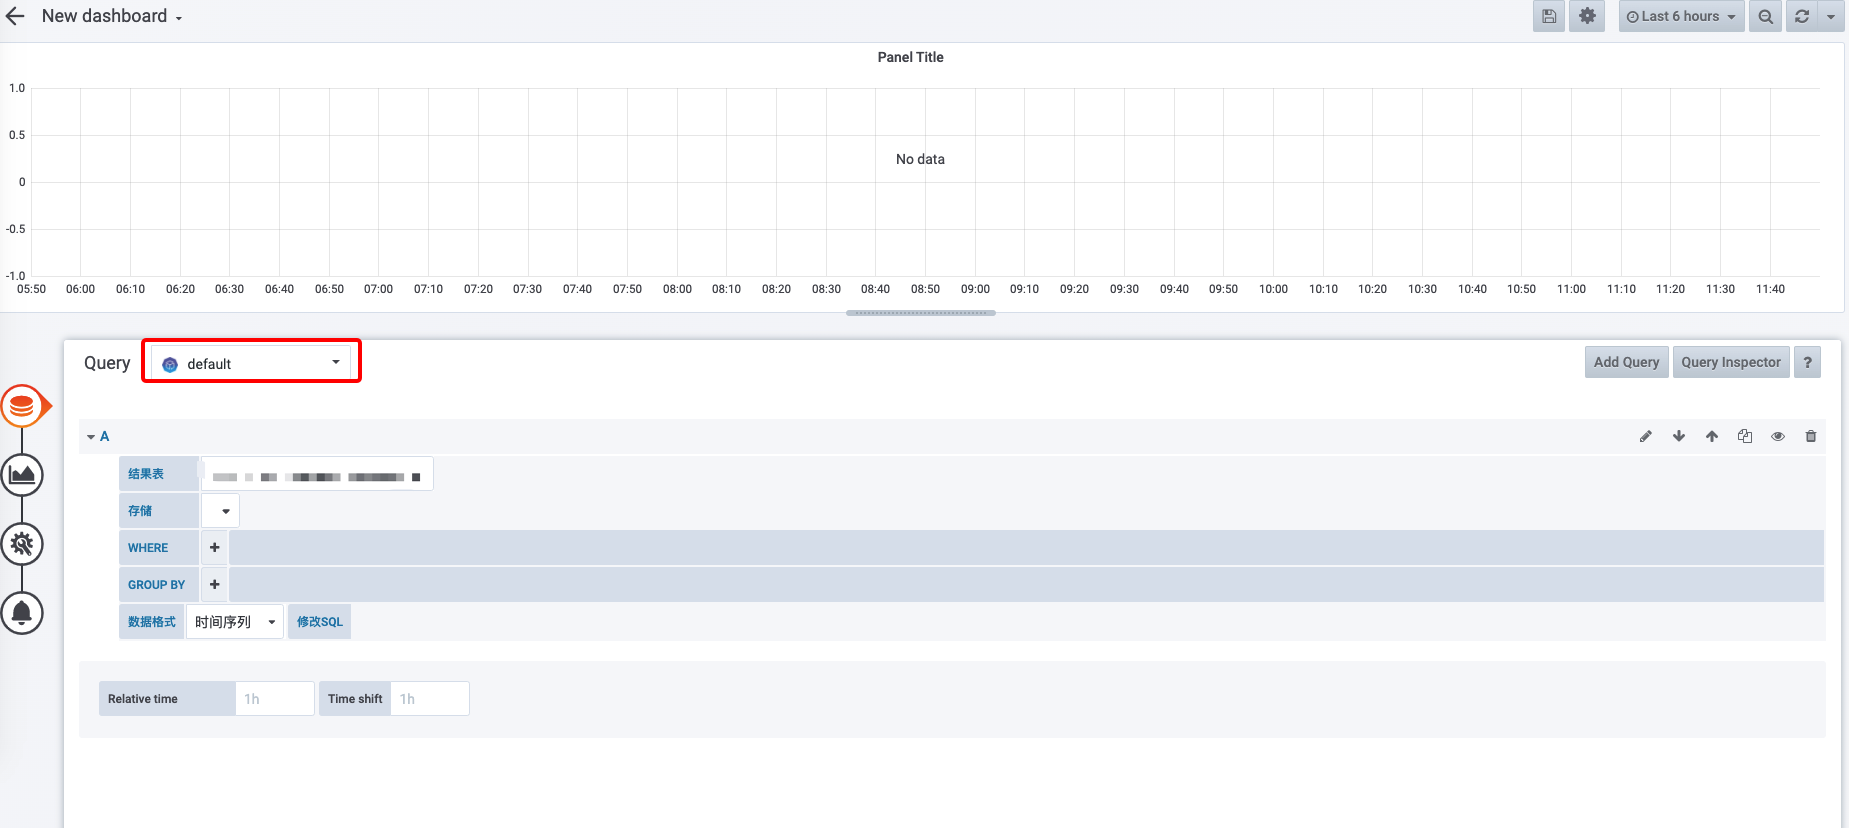 New dashboard
Last 6 hours
Panel Title
1.0
0.5
0
-0.5
-1.0
No data
05:50 06:00 06:10 06:20 06:30 06:40 06:50 07:00 07:10 07:20 07:30 07:40 07:50 08:00 08:10 08:20 08:30 08:40 08:50 09:00 09:10 09:20 09:30 09:40 09:50 10:00 10:10 10:20 10:30 10:40 10:50 11:00 11:10 11:20 11:30 11:40
Query default Add Query Query Inspector ?
A
结果表
存储
WHERE +
GROUP BY +
数据格式 时间序列 修改SQL
Relative time 1h Time shift 1h